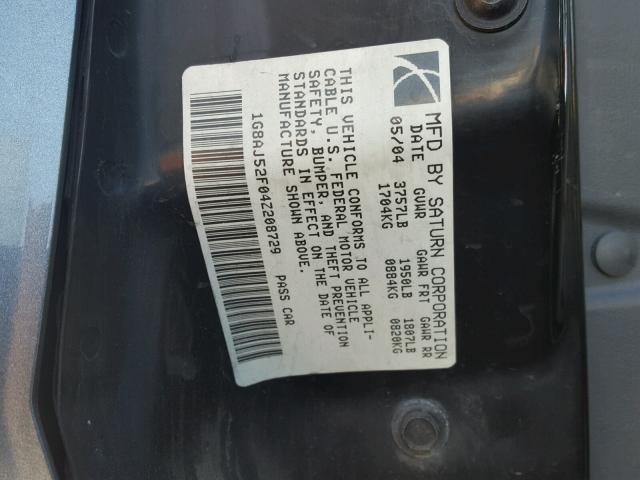 MFD BY SATURN CORPORATION
DATE GVWR GAWR FRT GAWR RR
05/04 3757LB 1950LB 1807LB
1704KG 0884KG 0820KG
THIS VEHICLE CONFORMS TO ALL APPLI-
CABLE U.S. FEDERAL MOTOR VEHICLE
SAFETY, BUMPER, AND THEFT PREVENTION
STANDARDS IN EFFECT ON THE DATE OF
MANUFACTURE SHOWN ABOVE.
1G8AJ52F04Z208729 PASS CAR